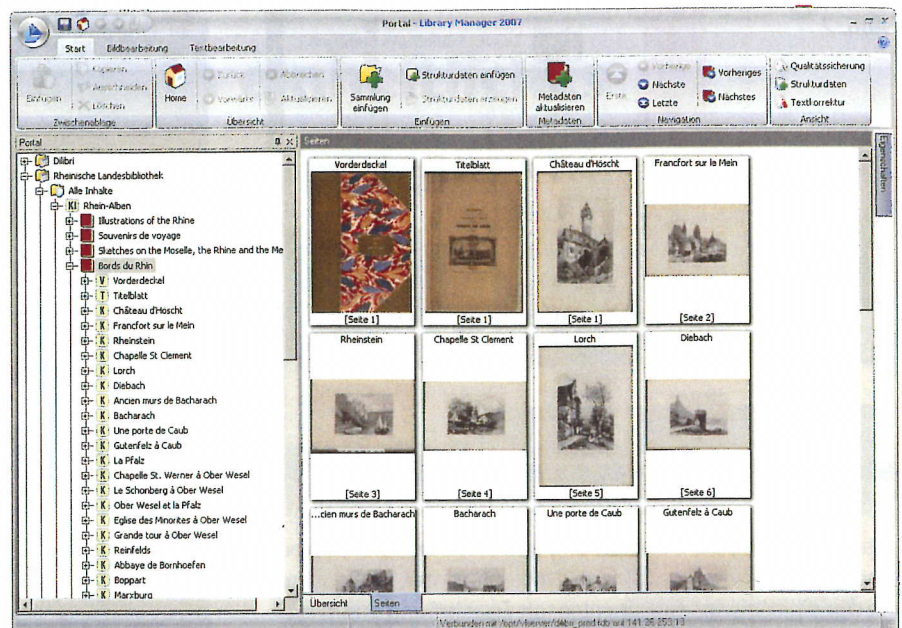 Portal - Library Manager 2007
Start Bildbearbeitung Textbearbeitung
Einfügen
Kopieren
Ausschneiden
Löschen
Zwischenablage
Home
Zurück
Vorwärts
Abbrechen
Aktualisieren
Übersicht
Sammlung einfügen
Strukturdaten einfügen
Strukturdaten erzeugen
Einfügen
Metadaten aktualisieren
Metadaten
Erste
Vorherige
Nächste
Letzte
Vorheriges
Nächstes
Navigation
Qualitätssicherung
Strukturdaten
Textkorrektur
Ansicht
Portal
Dilibri
Rheinische Landesbibliothek
Alle Inhalte
KI Rhein-Alben
Illustrations of the Rhine
Souvenirs de voyage
Sketches on the Moselle, the Rhine and the Me
Bords du Rhin
V Vorderdeckel
T Titelblatt
K Château d'Höscht
K Francfort sur le Mein
K Rheinstein
K Chapelle St Clement
K Lorch
K Diebach
K Ancien murs de Bacharach
K Bacharach
K Une porte de Caub
K Gutenfelz à Caub
K La Pfalz
K Chapelle St. Werner à Ober Wesel
K Le Schonberg à Ober Wesel
K Ober Wesel et la Pfalz
K Eglise des Minorites à Ober Wesel
K Grande tour à Ober Wesel
K Reinfelds
K Abbaye de Bornhoefen
K Boppart
K Marxburg
Seiten
Vorderdeckel
[Seite 1]
Titelblatt
[Seite 1]
Château d'Höscht
[Seite 1]
Francfort sur le Mein
[Seite 2]
Rheinstein
[Seite 3]
Chapelle St Clement
[Seite 4]
Lorch
[Seite 5]
Diebach
[Seite 6]
...cien murs de Bacharach
Bacharach
Une porte de Caub
Gutenfelz à Caub
Übersicht Seiten
Eigenschaften